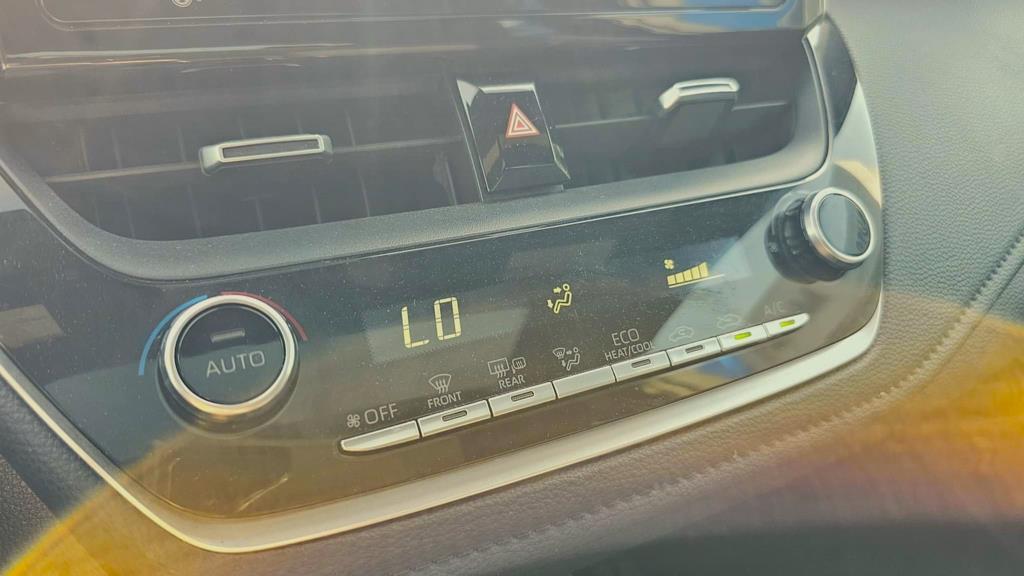 LO
AUTO
OFF
FRONT
REAR
ECO
HEAT/COOL
A/C